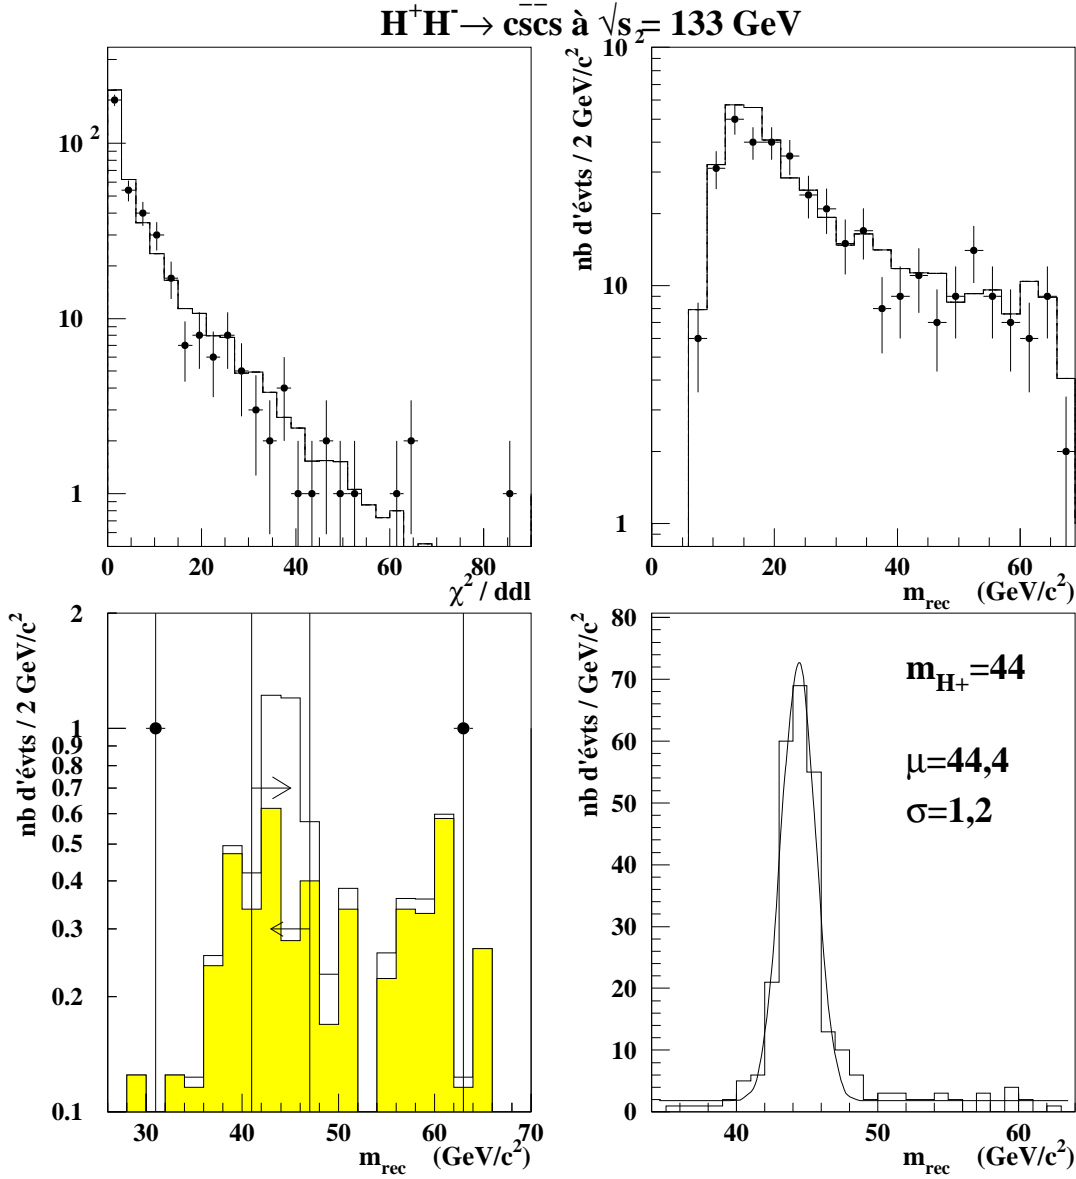 H⁺H⁻→ cs̄c̄s à √s = 133 GeV
10²
10
1
0 20 40 60 80
χ² / ddl
nb d'évts / 2 GeV/c²
10²
10
1
0 20 40 60
m_rec (GeV/c²)
nb d'évts / 2 GeV/c²
2
1
0.9
0.8
0.7
0.6
0.5
0.4
0.3
0.2
0.1
30 40 50 60 70
m_rec (GeV/c²)
nb d'évts / GeV/c²
80
70
60
50
40
30
20
10
0
40 50 60
m_rec (GeV/c²)
m_H+=44
μ=44,4
σ=1,2